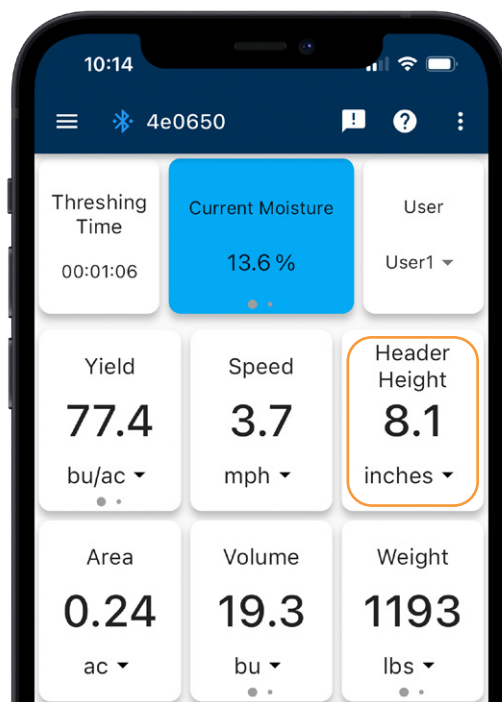 10:14
4e0650
Threshing
Time
00:01:06
Current Moisture
13.6 %
User
User1
Yield
77.4
bu/ac
Speed
3.7
mph
Header
Height
8.1
inches
Area
0.24
ac
Volume
19.3
bu
Weight
1193
lbs